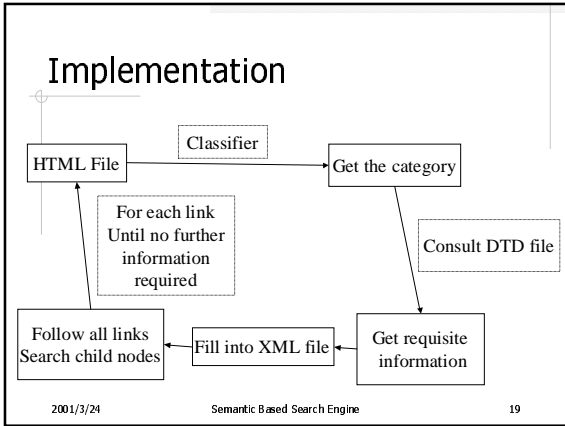 Implementation
Classifier
HTML File
Get the category
For each link
Until no further
information
required
Consult DTD file
Follow all links
Search child nodes
Fill into XML file
Get requisite
information
2001/3/24
Semantic Based Search Engine
19